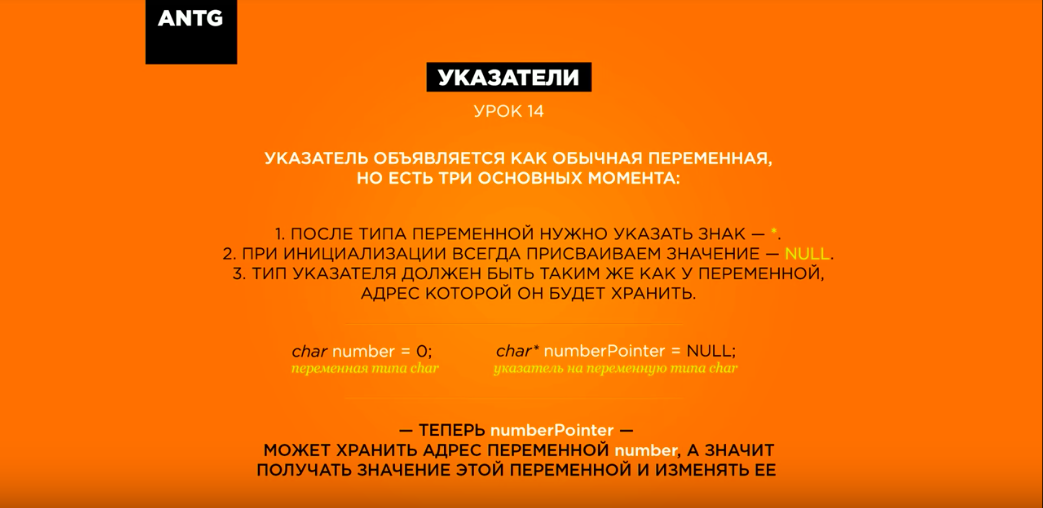 ANTG
УКАЗАТЕЛИ
УРОК 14
УКАЗАТЕЛЬ ОБЪЯВЛЯЕТСЯ КАК ОБЫЧНАЯ ПЕРЕМЕННАЯ,
НО ЕСТЬ ТРИ ОСНОВНЫХ МОМЕНТА:
1. ПОСЛЕ ТИПА ПЕРЕМЕННОЙ НУЖНО УКАЗАТЬ ЗНАК — *.
2. ПРИ ИНИЦИАЛИЗАЦИИ ВСЕГДА ПРИСВАИВАЕМ ЗНАЧЕНИЕ — NULL.
3. ТИП УКАЗАТЕЛЯ ДОЛЖЕН БЫТЬ ТАКИМ ЖЕ КАК У ПЕРЕМЕННОЙ,
АДРЕС КОТОРОЙ ОН БУДЕТ ХРАНИТЬ.
char number = 0;
переменная типа char
char* numberPointer = NULL;
указатель на переменную типа char
— ТЕПЕРЬ numberPointer —
МОЖЕТ ХРАНИТЬ АДРЕС ПЕРЕМЕННОЙ number, А ЗНАЧИТ
ПОЛУЧАТЬ ЗНАЧЕНИЕ ЭТОЙ ПЕРЕМЕННОЙ И ИЗМЕНЯТЬ ЕЕ